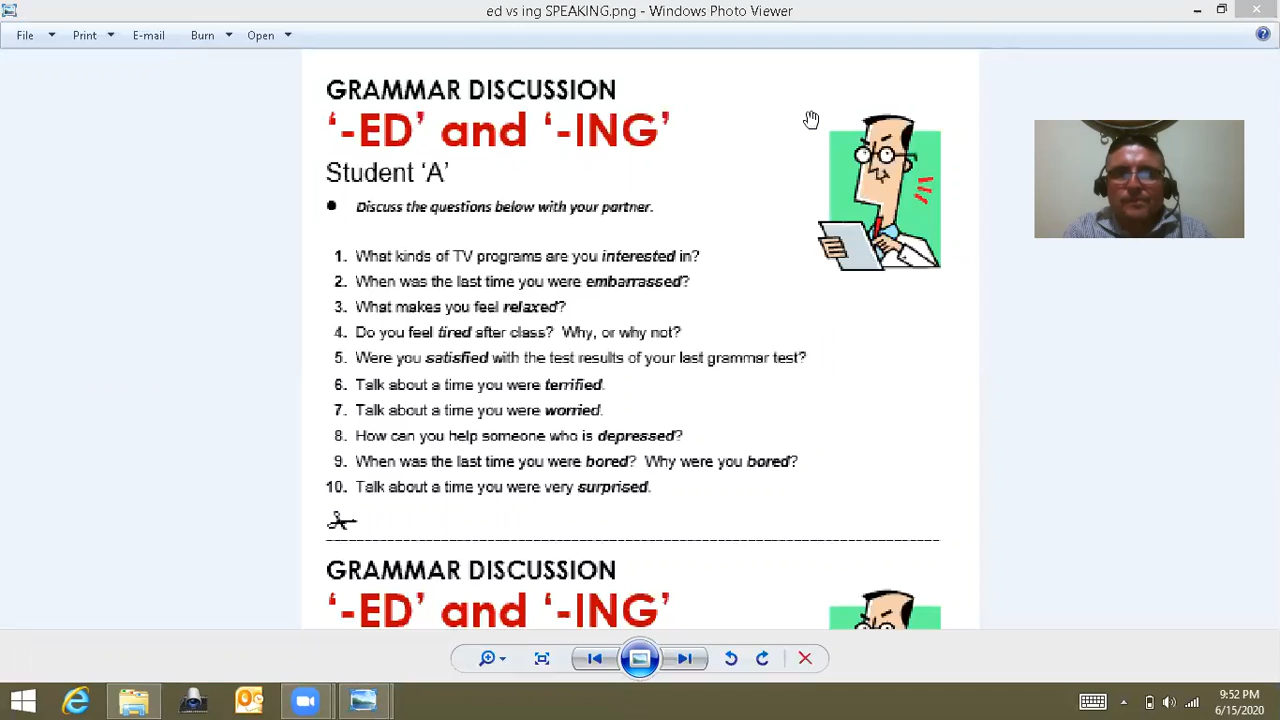 ed vs ing SPEAKING.png - Windows Photo Viewer
File Print E-mail Burn Open
GRAMMAR DISCUSSION
‘-ED’ and ‘-ING’
Student ‘A’
● Discuss the questions below with your partner.
1. What kinds of TV programs are you interested in?
2. When was the last time you were embarrassed?
3. What makes you feel relaxed?
4. Do you feel tired after class? Why, or why not?
5. Were you satisfied with the test results of your last grammar test?
6. Talk about a time you were terrified.
7. Talk about a time you were worried.
8. How can you help someone who is depressed?
9. When was the last time you were bored? Why were you bored?
10. Talk about a time you were very surprised.
GRAMMAR DISCUSSION
‘-ED’ and ‘-ING’
9:52 PM
6/15/2020